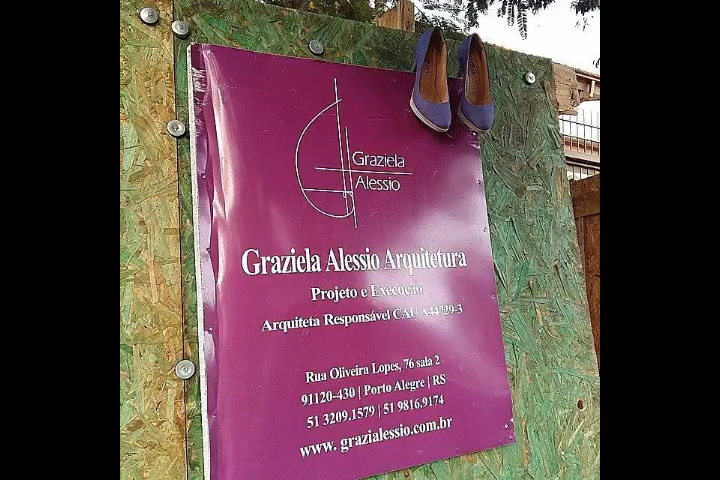 Graziela
Alessio
Graziela Alessio Arquitetura
Projeto e Execução
Arquiteta Responsável CAU A44729-3
Rua Oliveira Lopes, 76 sala 2
91120-430 | Porto Alegre | RS
51 3209.1579 | 51 9816.9174
www. grazialessio.com.br